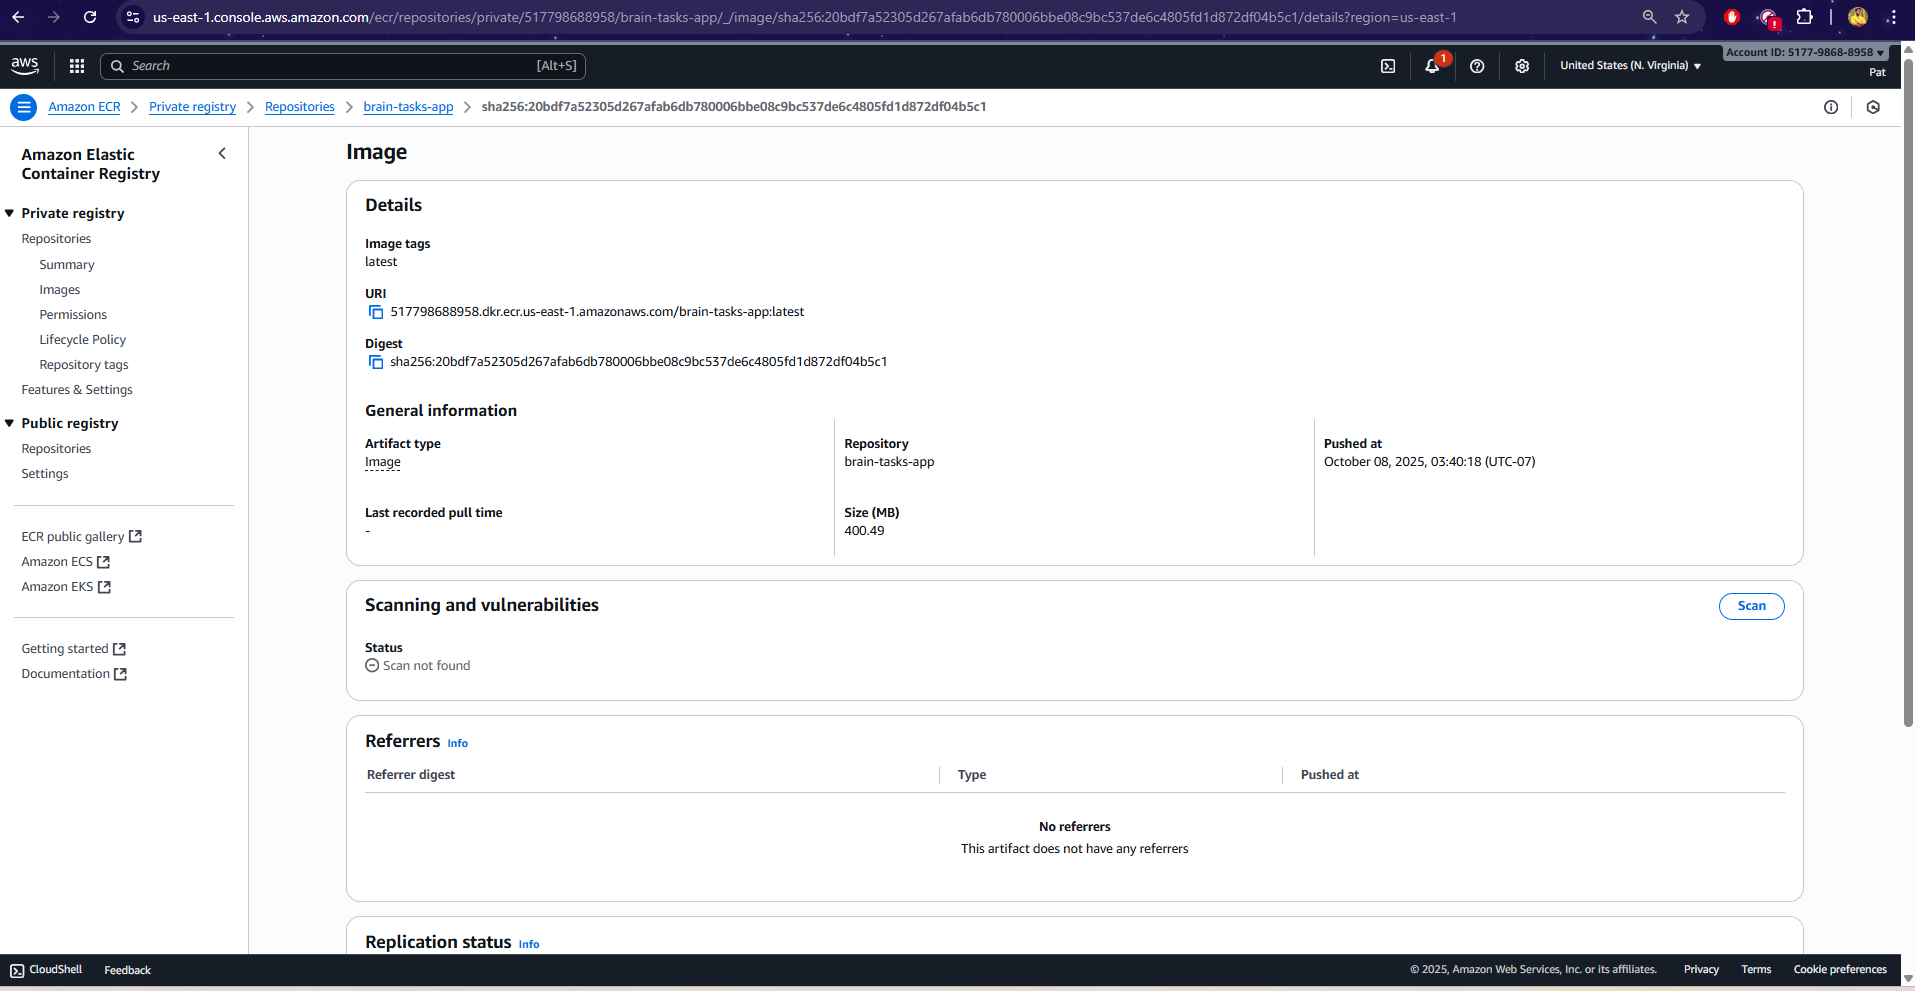 us-east-1.console.aws.amazon.com/ecr/repositories/private/517798688958/brain-tasks-app/_/image/sha256:20bdf7a52305d267afab6db780006bbe08c9bc537de6c4805fd1d872df04b5c1/details?region=us-east-1
aws
Search [Alt+S]
1
United States (N. Virginia)
Account ID: 5177-9868-8958
Pat
Amazon ECR
Private registry
Repositories
brain-tasks-app
sha256:20bdf7a52305d267afab6db780006bbe08c9bc537de6c4805fd1d872df04b5c1
Amazon Elastic
Container Registry
Private registry
Repositories
Summary
Images
Permissions
Lifecycle Policy
Repository tags
Features & Settings
Public registry
Repositories
Settings
ECR public gallery
Amazon ECS
Amazon EKS
Getting started
Documentation
Image
Details
Image tags
latest
URI
517798688958.dkr.ecr.us-east-1.amazonaws.com/brain-tasks-app:latest
Digest
sha256:20bdf7a52305d267afab6db780006bbe08c9bc537de6c4805fd1d872df04b5c1
General information
Artifact type
Image
Repository
brain-tasks-app
Pushed at
October 08, 2025, 03:40:18 (UTC-07)
Last recorded pull time
-
Size (MB)
400.49
Scanning and vulnerabilities
Scan
Status
Scan not found
Referrers Info
Referrer digest Type Pushed at
No referrers
This artifact does not have any referrers
Replication status Info
CloudShell Feedback
© 2025, Amazon Web Services, Inc. or its affiliates. Privacy Terms Cookie preferences